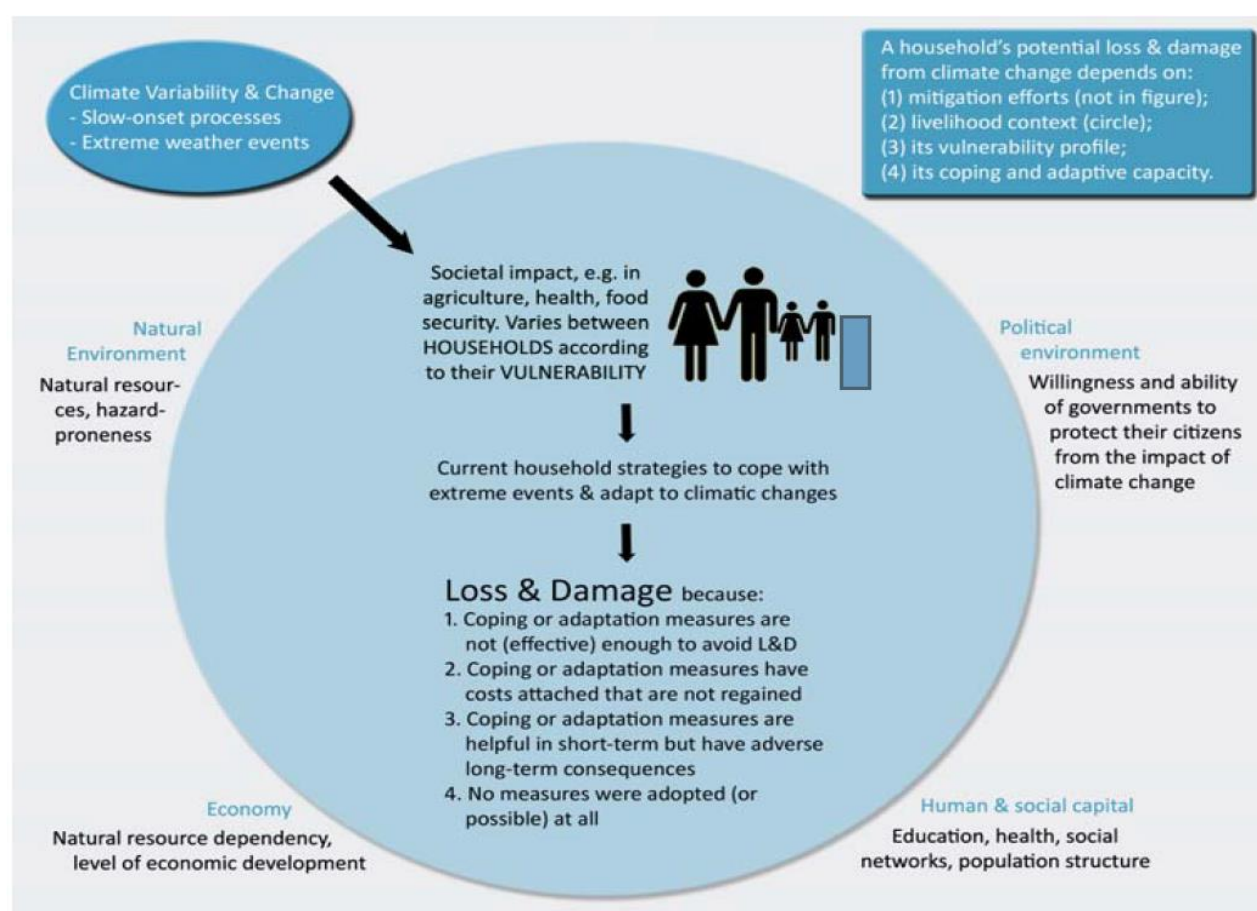 Climate Variability & Change
- Slow-onset processes
- Extreme weather events
A household's potential loss & damage
from climate change depends on:
(1) mitigation efforts (not in figure);
(2) livelihood context (circle);
(3) its vulnerability profile;
(4) its coping and adaptive capacity.
Societal impact, e.g. in
agriculture, health, food
security. Varies between
HOUSEHOLDS according
to their VULNERABILITY
Natural
Environment
Natural resour-
ces, hazard-
proneness
Political
environment
Willingness and ability
of governments to
protect their citizens
from the impact of
climate change
Current household strategies to cope with
extreme events & adapt to climatic changes
Loss & Damage because:
1. Coping or adaptation measures are
not (effective) enough to avoid L&D
2. Coping or adaptation measures have
costs attached that are not regained
3. Coping or adaptation measures are
helpful in short-term but have adverse
long-term consequences
4. No measures were adopted (or
possible) at all
Economy
Natural resource dependency,
level of economic development
Human & social capital
Education, health, social
networks, population structure